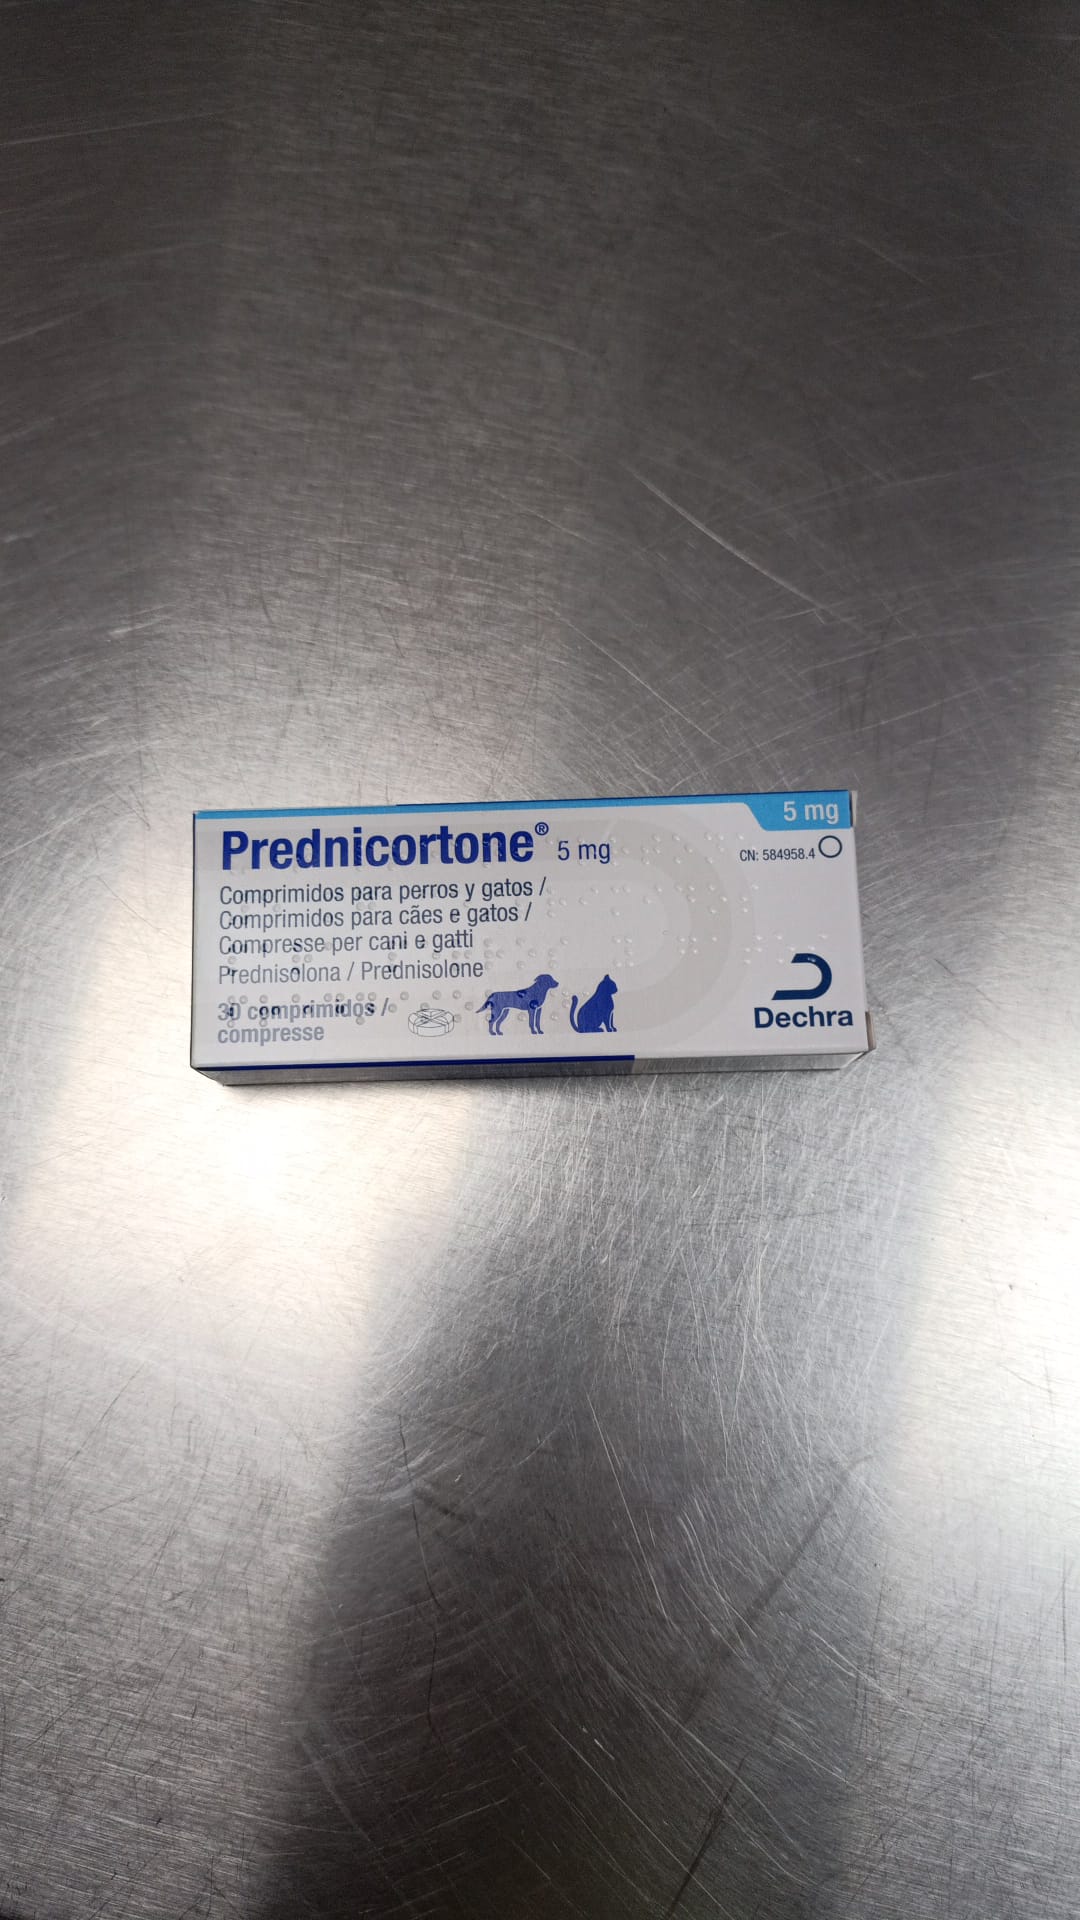 5 mg
Prednicortone® 5 mg
CN: 584958.4
Comprimidos para perros y gatos /
Comprimidos para cães e gatos /
Compresse per cani e gatti
Prednisolona / Prednisolone
30 comprimidos /
compresse
Dechra